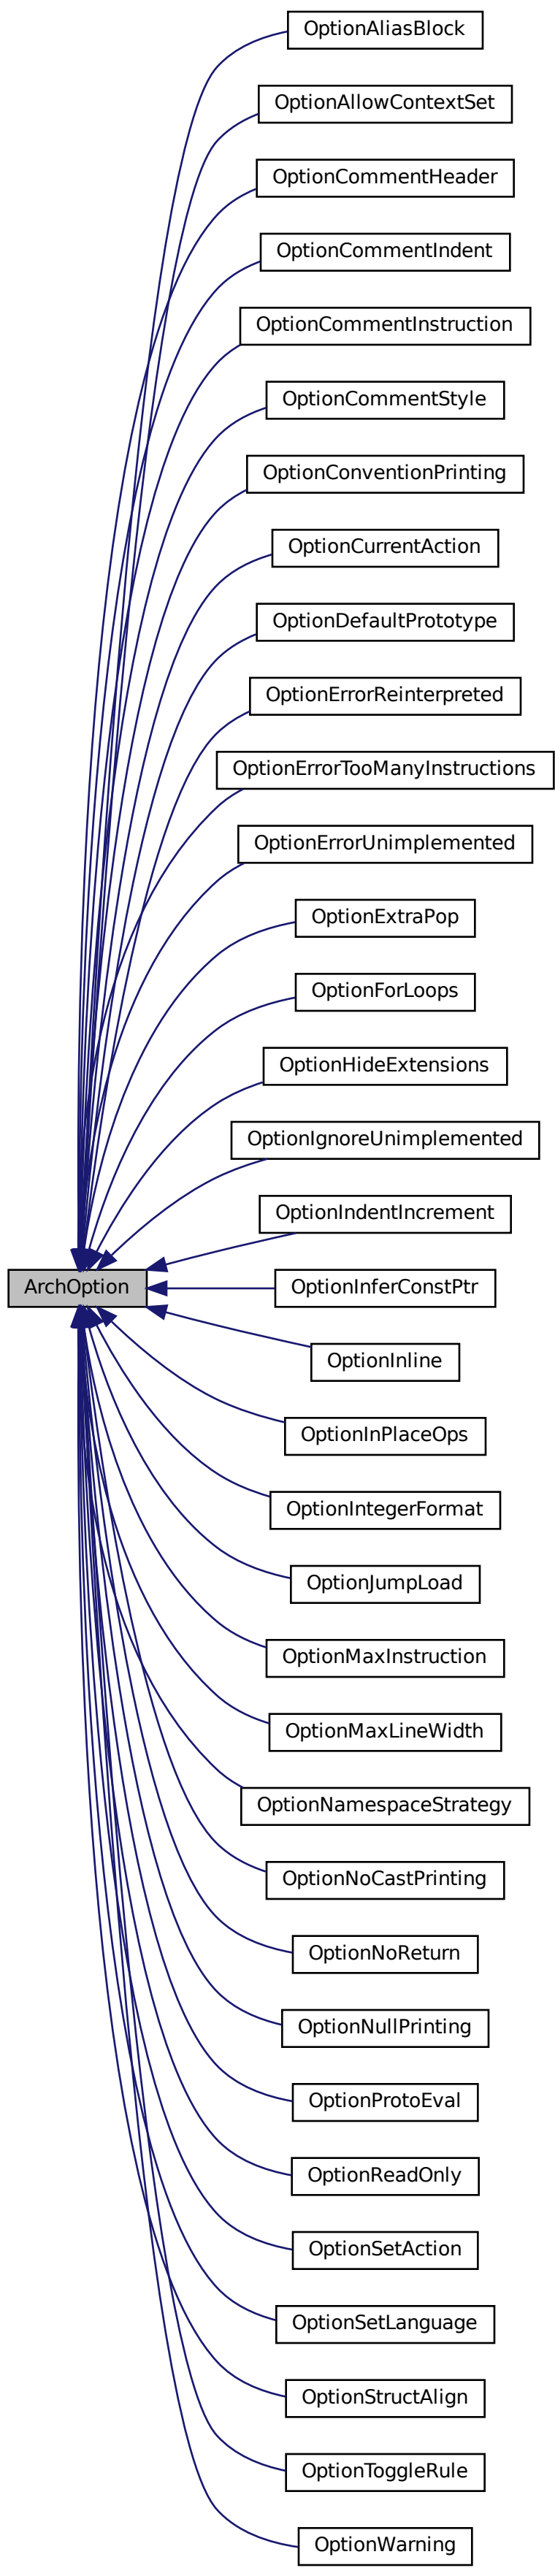 OptionAliasBlock
OptionAllowContextSet
OptionCommentHeader
OptionCommentIndent
OptionCommentInstruction
OptionCommentStyle
OptionConventionPrinting
OptionCurrentAction
OptionDefaultPrototype
OptionErrorReinterpreted
OptionErrorTooManyInstructions
OptionErrorUnimplemented
OptionExtraPop
OptionForLoops
OptionHideExtensions
OptionIgnoreUnimplemented
OptionIndentIncrement
ArchOption
OptionInferConstPtr
OptionInline
OptionInPlaceOps
OptionIntegerFormat
OptionJumpLoad
OptionMaxInstruction
OptionMaxLineWidth
OptionNamespaceStrategy
OptionNoCastPrinting
OptionNoReturn
OptionNullPrinting
OptionProtoEval
OptionReadOnly
OptionSetAction
OptionSetLanguage
OptionStructAlign
OptionToggleRule
OptionWarning